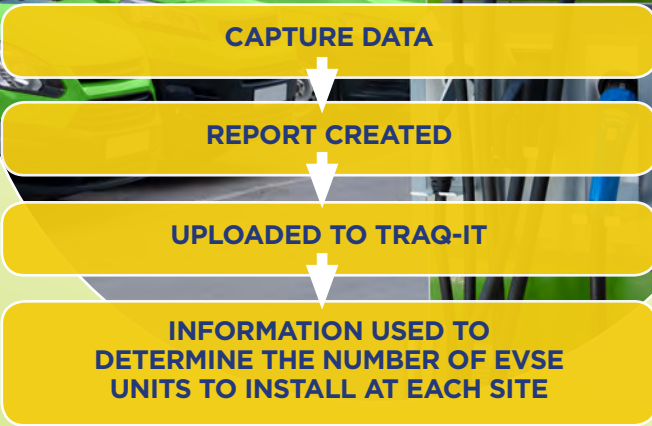 CAPTURE DATA
REPORT CREATED
UPLOADED TO TRAQ-IT
INFORMATION USED TO
DETERMINE THE NUMBER OF EVSE
UNITS TO INSTALL AT EACH SITE